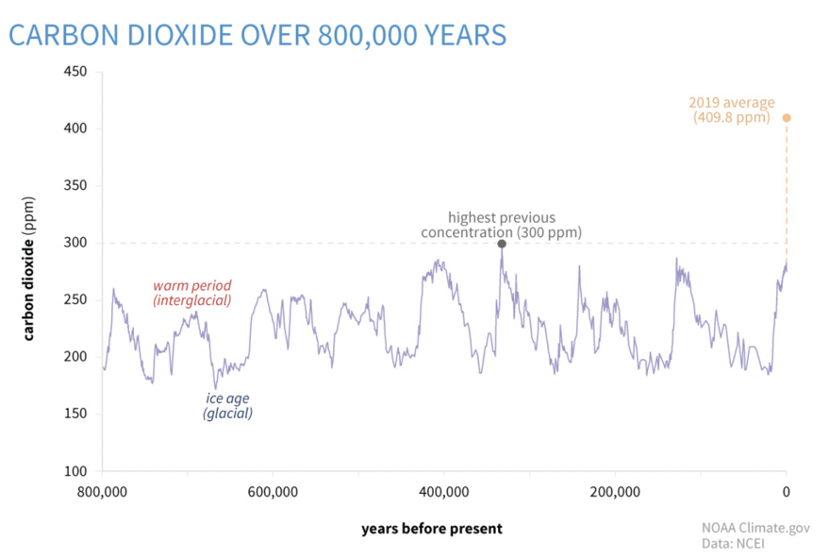 CARBON DIOXIDE OVER 800,000 YEARS
450
2019 average
(409.8 ppm)
400
350
highest previous
concentration (300 ppm)
300
warm period
(interglacial)
250
carbon dioxide (ppm)
200
ice age
(glacial)
150
100
800,000
600,000
400,000
200,000
0
years before present
NOAA Climate.gov
Data: NCEI